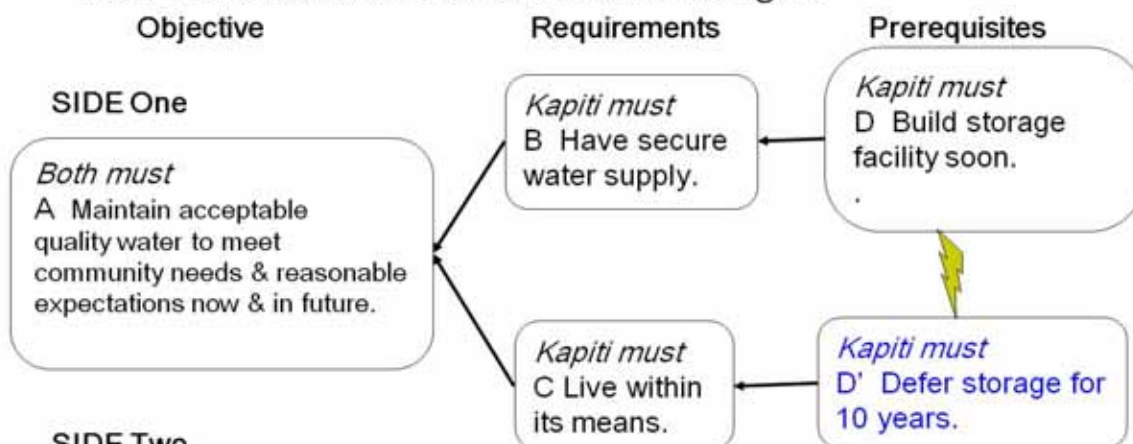 Objective Requirements Prerequisites
SIDE One
Both must
A Maintain acceptable
quality water to meet
community needs & reasonable
expectations now & in future.
Kapiti must
B Have secure
water supply.
Kapiti must
D Build storage
facility soon.
.
Kapiti must
C Live within
its means.
Kapiti must
D' Defer storage for
10 years.
SIDE Two